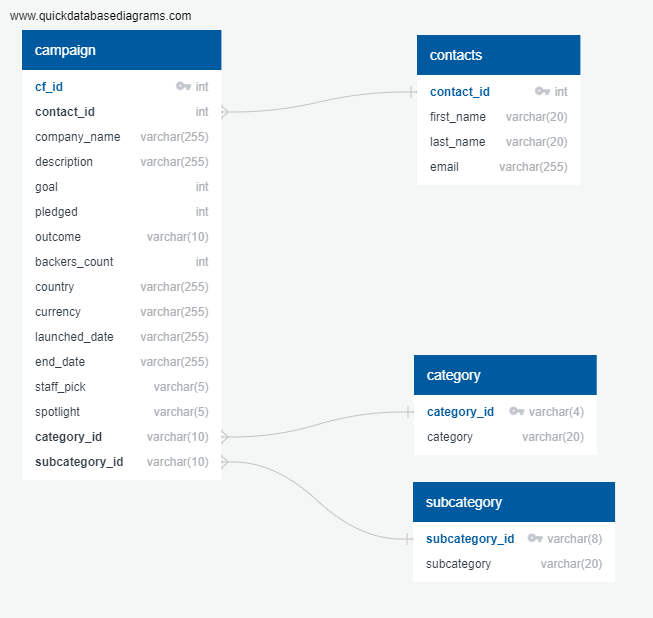 www.quickdatabasediagrams.com
campaign
cf_id int
contact_id int
company_name varchar(255)
description varchar(255)
goal int
pledged int
outcome varchar(10)
backers_count int
country varchar(255)
currency varchar(255)
launched_date varchar(255)
end_date varchar(255)
staff_pick varchar(5)
spotlight varchar(5)
category_id varchar(10)
subcategory_id varchar(10)
contacts
contact_id int
first_name varchar(20)
last_name varchar(20)
email varchar(255)
category
category_id varchar(4)
category varchar(20)
subcategory
subcategory_id varchar(8)
subcategory varchar(20)